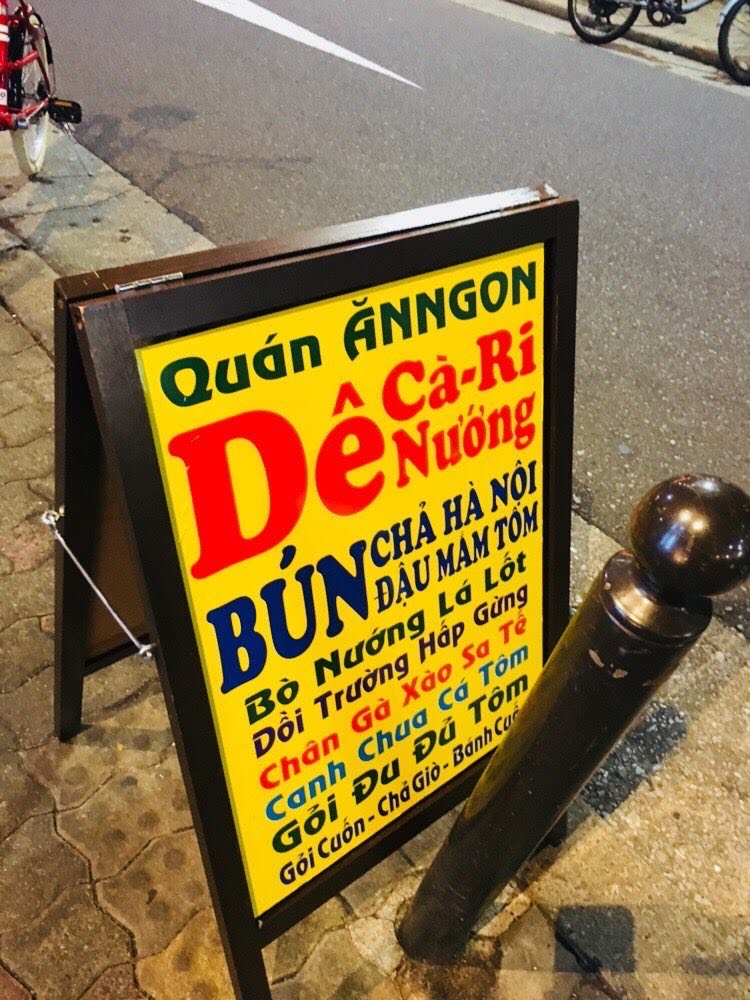 Quán ĂNNGON
Dê Cà-Ri
Nướng
BÚN CHẢ HÀ NỘI
ĐẬU MẮM TÔM
Bò Nướng Lá Lốt
Dồi Trường Hấp Gừng
Chân Gà Xào Sa Tế
Canh Chua Cá Tôm
Gỏi Đu Đủ Tôm
Gỏi Cuốn - Chả Giò - Bánh